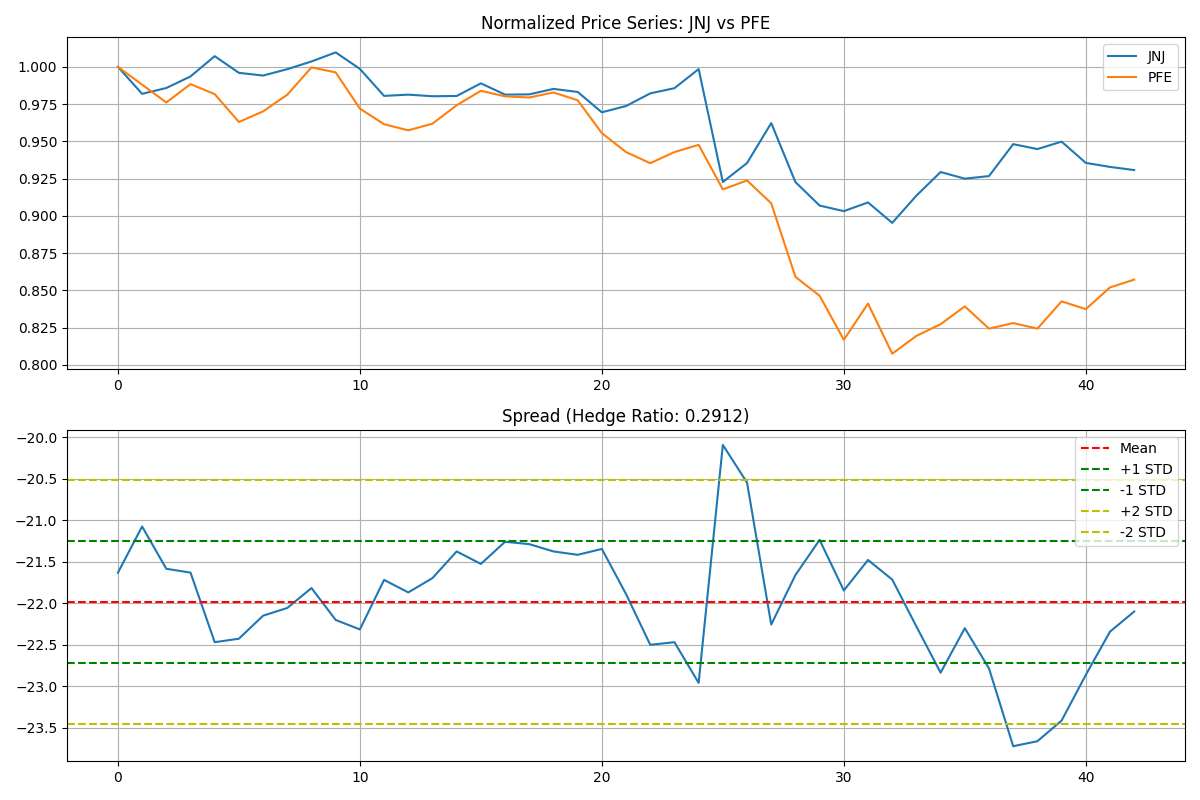 Normalized Price Series: JNJ vs PFE
JNJ
PFE
1.000
0.975
0.950
0.925
0.900
0.875
0.850
0.825
0.800
0 10 20 30 40
Spread (Hedge Ratio: 0.2912)
Mean
+1 STD
-1 STD
+2 STD
-2 STD
−20.0
−20.5
−21.0
−21.5
−22.0
−22.5
−23.0
−23.5
0 10 20 30 40